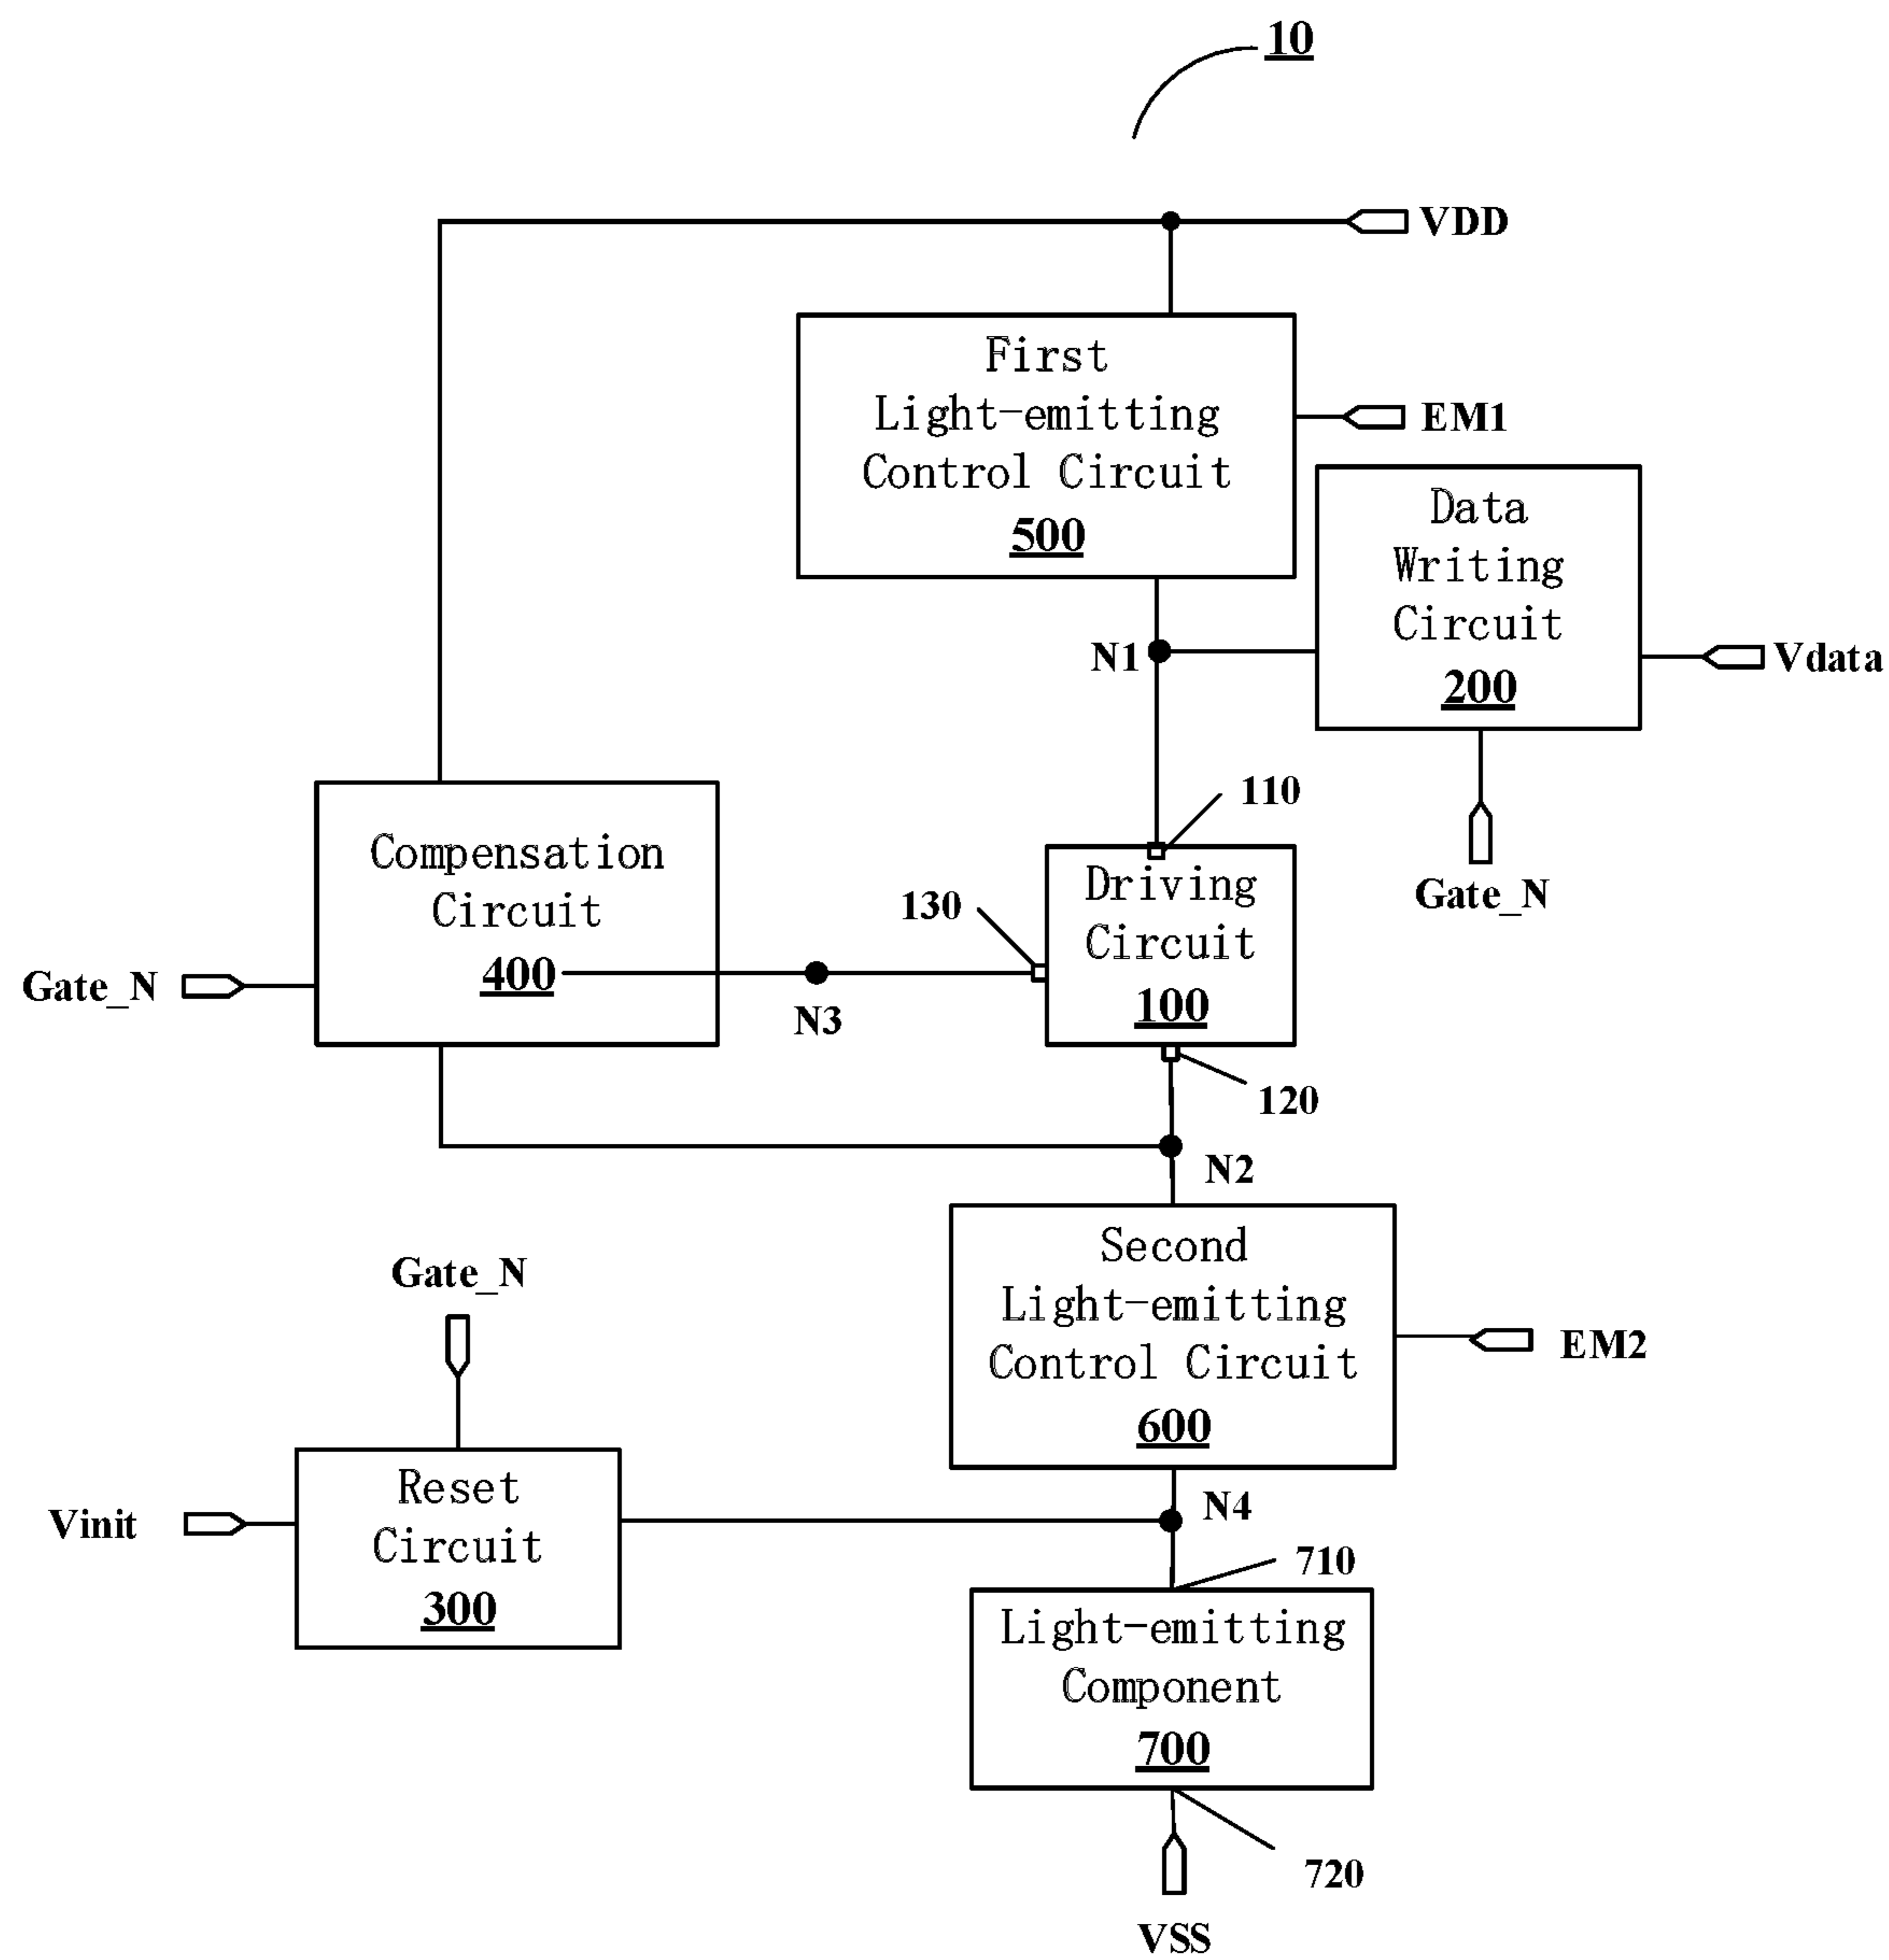 10
VDD
First
Light-emitting
Control Circuit
500
EM1
Data
Writing
Circuit
200
N1
Vdata
110
Compensation
Circuit
400
Driving
Circuit
100
130
Gate_N
Gate_N
N3
120
N2
Second
Light-emitting
Control Circuit
600
Gate_N
EM2
Reset
Circuit
300
Vinit
N4
710
Light-emitting
Component
700
720
VSS